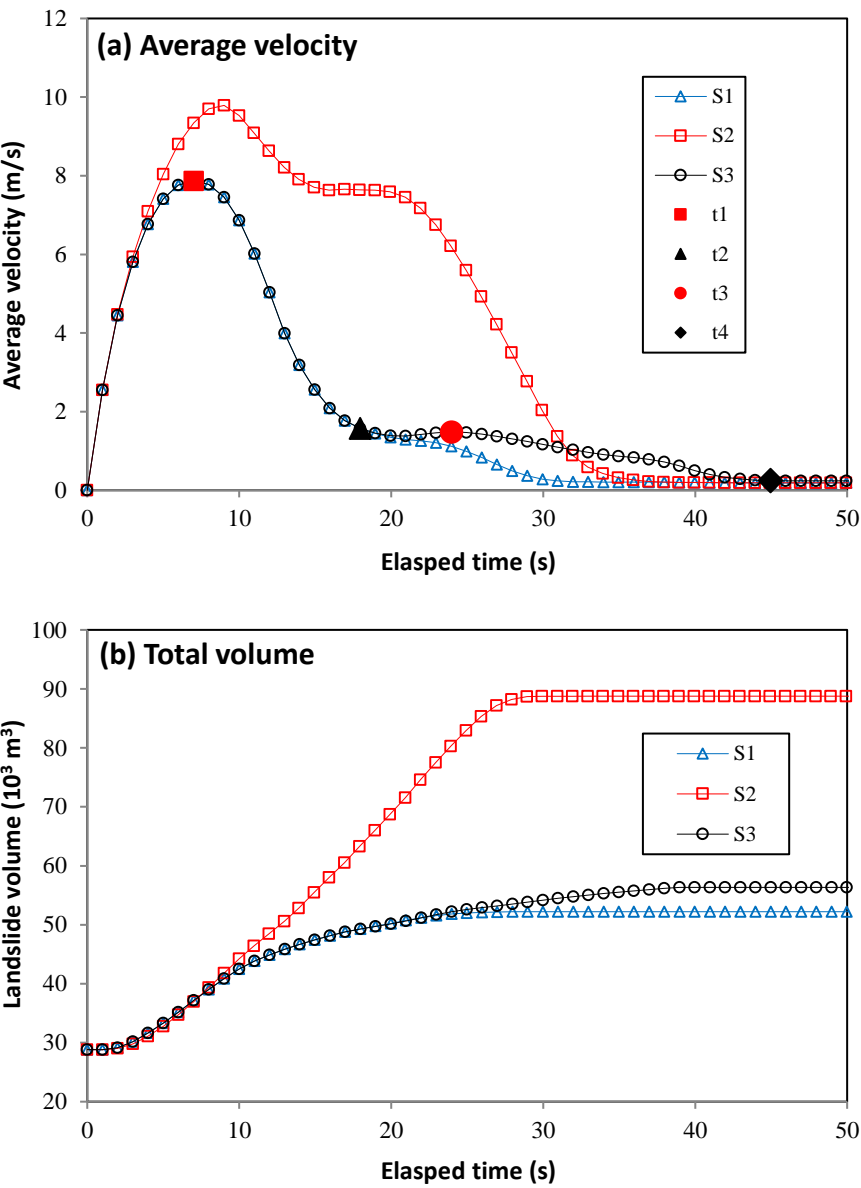 (a) Average velocity
12
10
8
6
4
2
0
Average velocity (m/s)
S1
S2
S3
t1
t2
t3
t4
0 10 20 30 40 50
Elasped time (s)
(b) Total volume
100
90
80
70
60
50
40
30
20
Landslide volume (10³ m³)
S1
S2
S3
0 10 20 30 40 50
Elasped time (s)